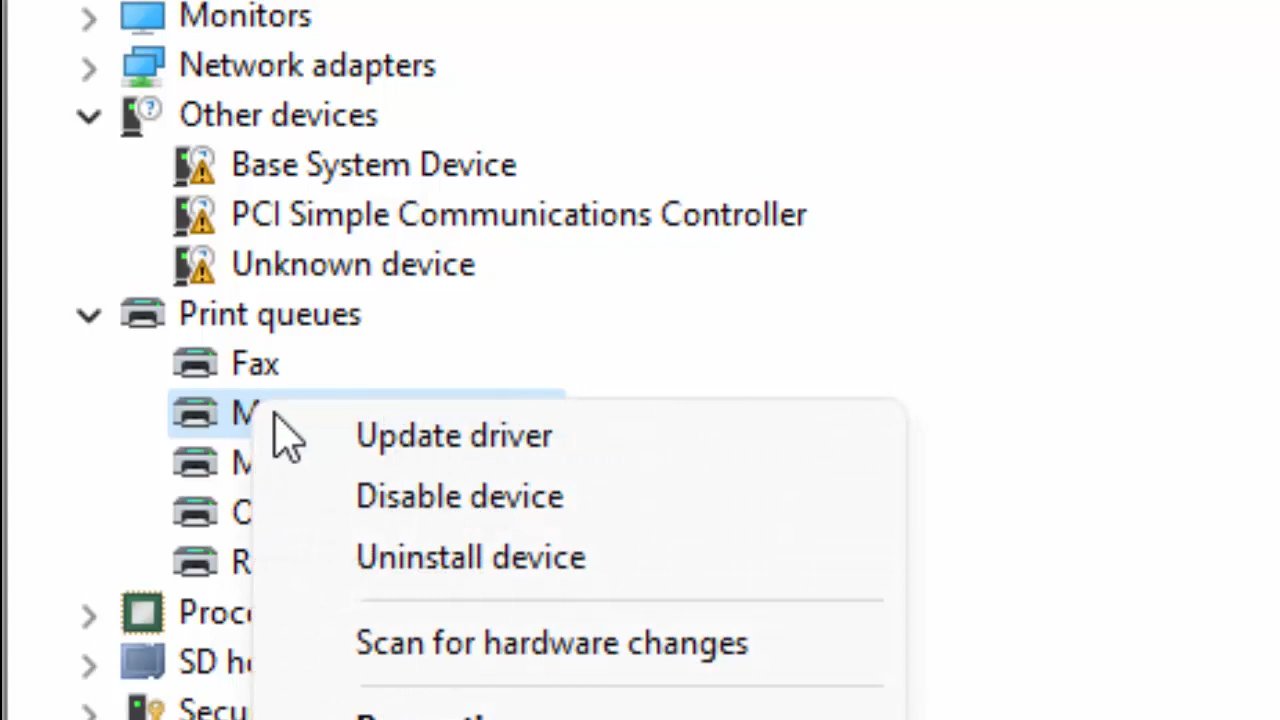 Monitors
Network adapters
Other devices
Base System Device
PCI Simple Communications Controller
Unknown device
Print queues
Fax
M
Update driver
M
Disable device
O
Uninstall device
R
Proc
Scan for hardware changes
SD h
Secu